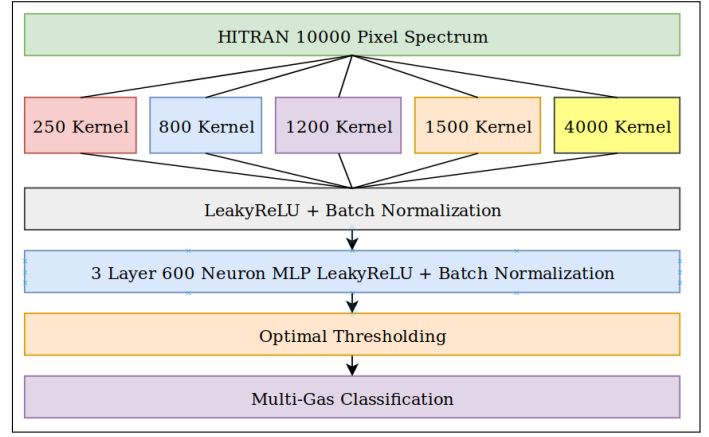 HITRAN 10000 Pixel Spectrum
250 Kernel
800 Kernel
1200 Kernel
1500 Kernel
4000 Kernel
LeakyReLU + Batch Normalization
3 Layer 600 Neuron MLP LeakyReLU + Batch Normalization
Optimal Thresholding
Multi-Gas Classification